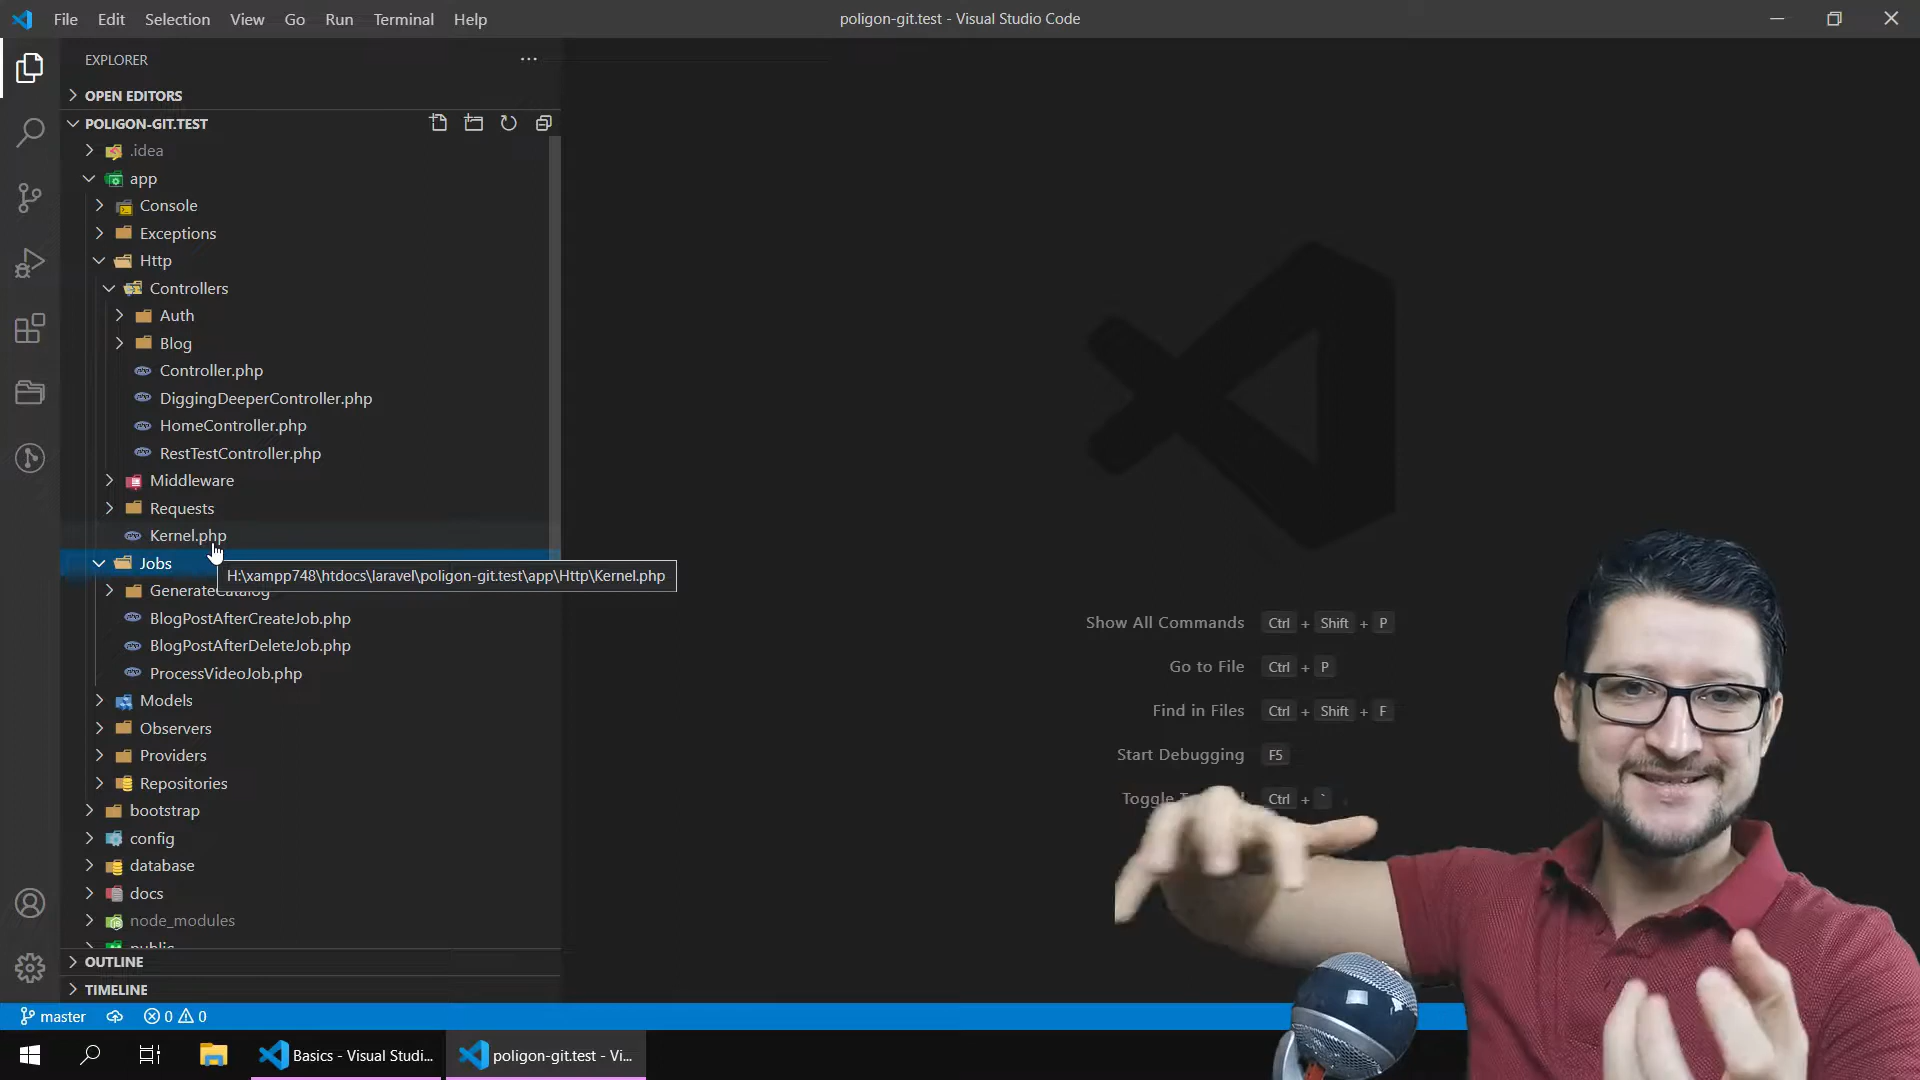 File Edit Selection View Go Run Terminal Help
poligon-git.test - Visual Studio Code
EXPLORER
OPEN EDITORS
POLIGON-GIT.TEST
.idea
app
Console
Exceptions
Http
Controllers
Auth
Blog
Controller.php
DiggingDeeperController.php
HomeController.php
RestTestController.php
Middleware
Requests
Kernel.php
Jobs
H:\xampp748\htdocs\laravel\poligon-git.test\app\Http\Kernel.php
GenerateCatalog
BlogPostAfterCreateJob.php
BlogPostAfterDeleteJob.php
ProcessVideoJob.php
Models
Observers
Providers
Repositories
bootstrap
config
database
docs
node_modules
public
OUTLINE
TIMELINE
Show All Commands Ctrl + Shift + P
Go to File Ctrl + P
Find in Files Ctrl + Shift + F
Start Debugging F5
Toggle Ctrl + `
master 0 0
Basics - Visual Studi...
poligon-git.test - Vi...